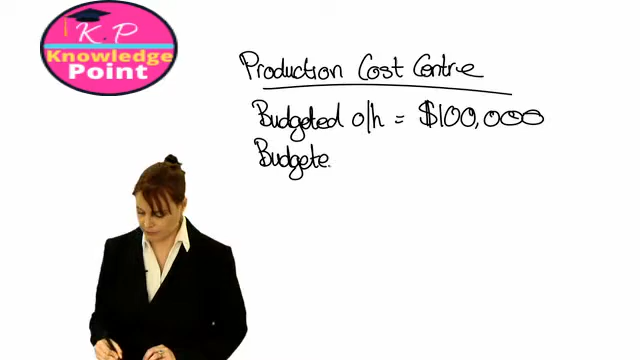 K.P
Knowledge
Point
Production Cost Centre
Budgeted o/h = $100,000
Budgete